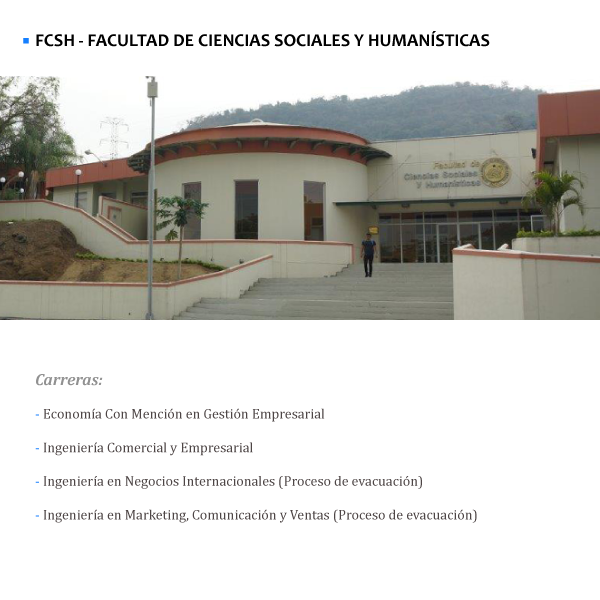 FCSH - FACULTAD DE CIENCIAS SOCIALES Y HUMANÍSTICAS
Facultad de
Ciencias Sociales
Y Humanísticas
Carreras:
- Economía Con Mención en Gestión Empresarial
- Ingeniería Comercial y Empresarial
- Ingeniería en Negocios Internacionales (Proceso de evacuación)
- Ingeniería en Marketing, Comunicación y Ventas (Proceso de evacuación)